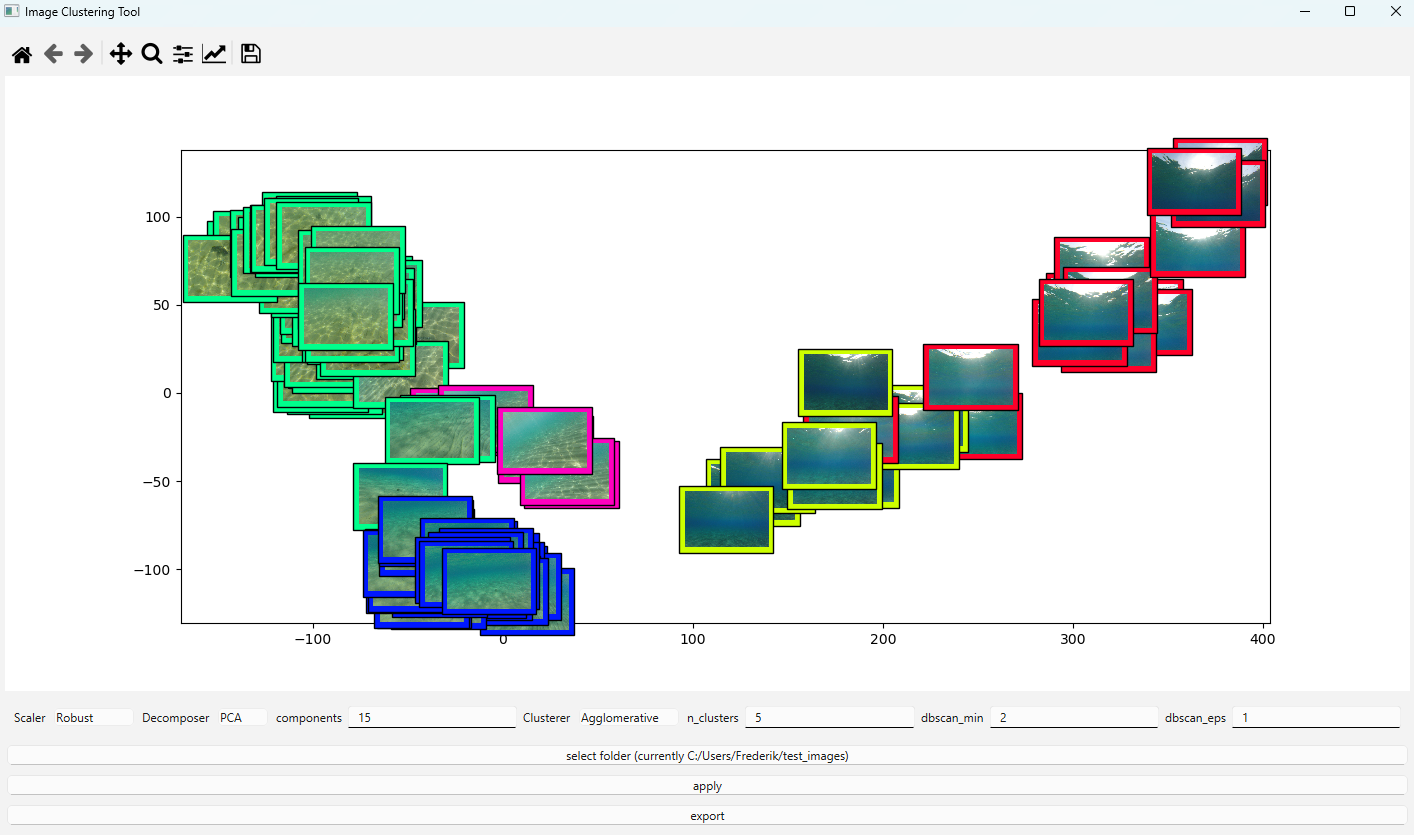 Image Clustering Tool
100
50
0
−50
−100
−100 0 100 200 300 400
Scaler Robust Decomposer PCA components 15 Clusterer Agglomerative n_clusters 5 dbscan_min 2 dbscan_eps 1
select folder (currently C:/Users/Frederik/test_images)
apply
export